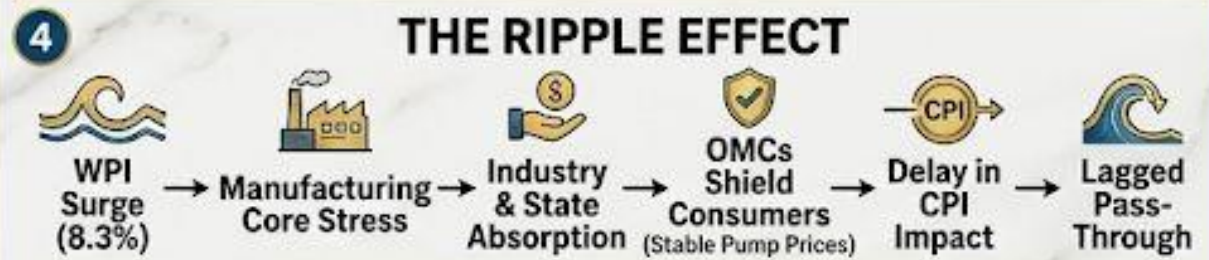 4
THE RIPPLE EFFECT
WPI
Surge
(8.3%)
Manufacturing
Core Stress
$
Industry
& State
Absorption
OMCs
Shield
Consumers
(Stable Pump Prices)
CPI
Delay in
CPI
Impact
Lagged
Pass-
Through